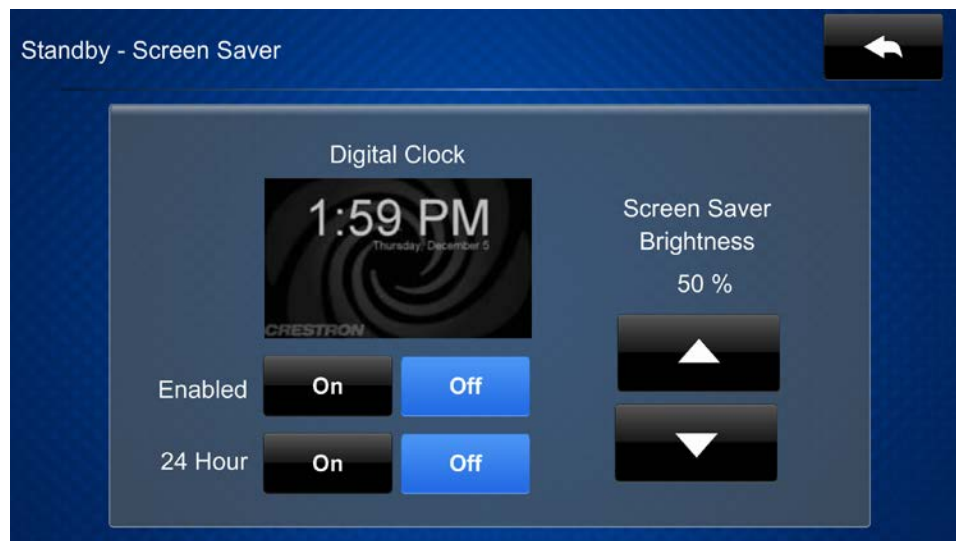 Standby - Screen Saver
Digital Clock
1:59 PM
Thursday, December 5
CRESTRON
Screen Saver
Brightness
50 %
Enabled
On
Off
24 Hour
On
Off